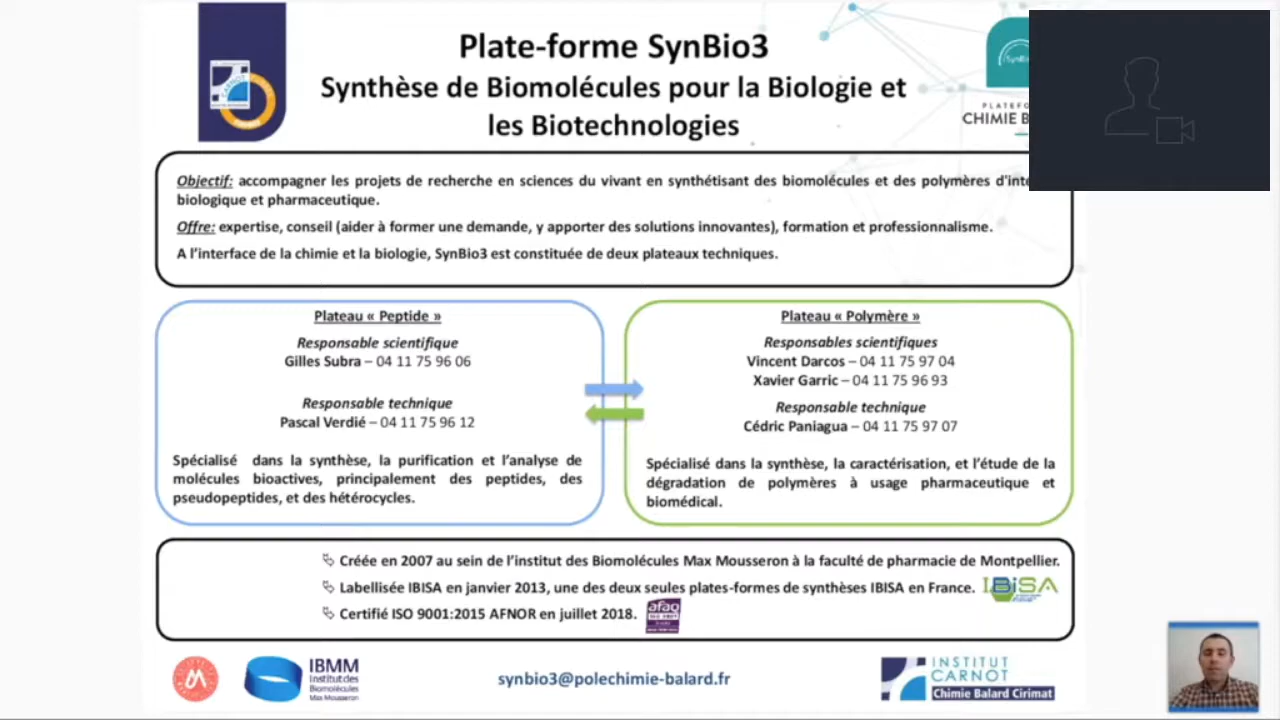 Plate-forme SynBio3
Synthèse de Biomolécules pour la Biologie et
les Biotechnologies
CARNOT
CHIMIE
Objectif: accompagner les projets de recherche en sciences du vivant en synthétisant des biomolécules et des polymères
biologique et pharmaceutique.
Offre: expertise, conseil (aider à former une demande, y apporter des solutions innovantes), formation et professionnalisme.
A l'interface de la chimie et la biologie, SynBio3 est constituée de deux plateaux techniques.
Plateau « Peptide »
Responsable scientifique
Gilles Subra – 04 11 75 96 06
Responsable technique
Pascal Verdié – 04 11 75 96 12
Spécialisé dans la synthèse, la purification et l'analyse de
molécules bioactives, principalement des peptides, des
pseudopeptides, et des hétérocycles.
Plateau « Polymère »
Responsables scientifiques
Vincent Darcos – 04 11 75 97 04
Xavier Garric – 04 11 75 96 93
Responsable technique
Cédric Paniagua – 04 11 75 97 07
Spécialisé dans la synthèse, la caractérisation, et l'étude de la
dégradation de polymères à usage pharmaceutique et
biomédical.
Créée en 2007 au sein de l'institut des Biomolécules Max Mousseron à la faculté de pharmacie de Montpellier.
Labellisée IBISA en janvier 2013, une des deux seules plates-formes de synthèses IBISA en France.
IBiSA
Certifié ISO 9001:2015 AFNOR en juillet 2018.
afaq
IBMM
Institut des
Biomolécules
Max Mousseron
synbio3@polechimie-balard.fr
INSTITUT
CARNOT
Chimie Balard Cirimat